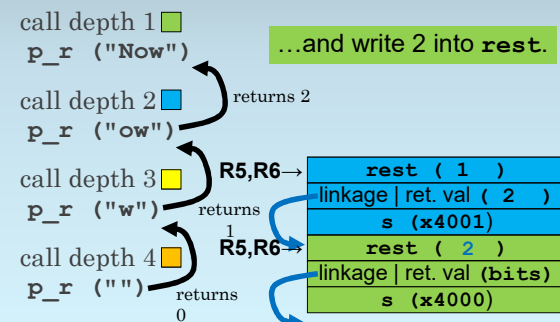 call depth 1
p_r ("Now")
…and write 2 into rest.
returns 2
call depth 2
p_r ("ow")
call depth 3
p_r ("w")
returns
1
call depth 4
p_r ("")
returns
0
R5,R6→
rest ( 1 )
linkage | ret. val ( 2 )
s (x4001)
R5,R6→
rest ( 2 )
linkage | ret. val (bits)
s (x4000)